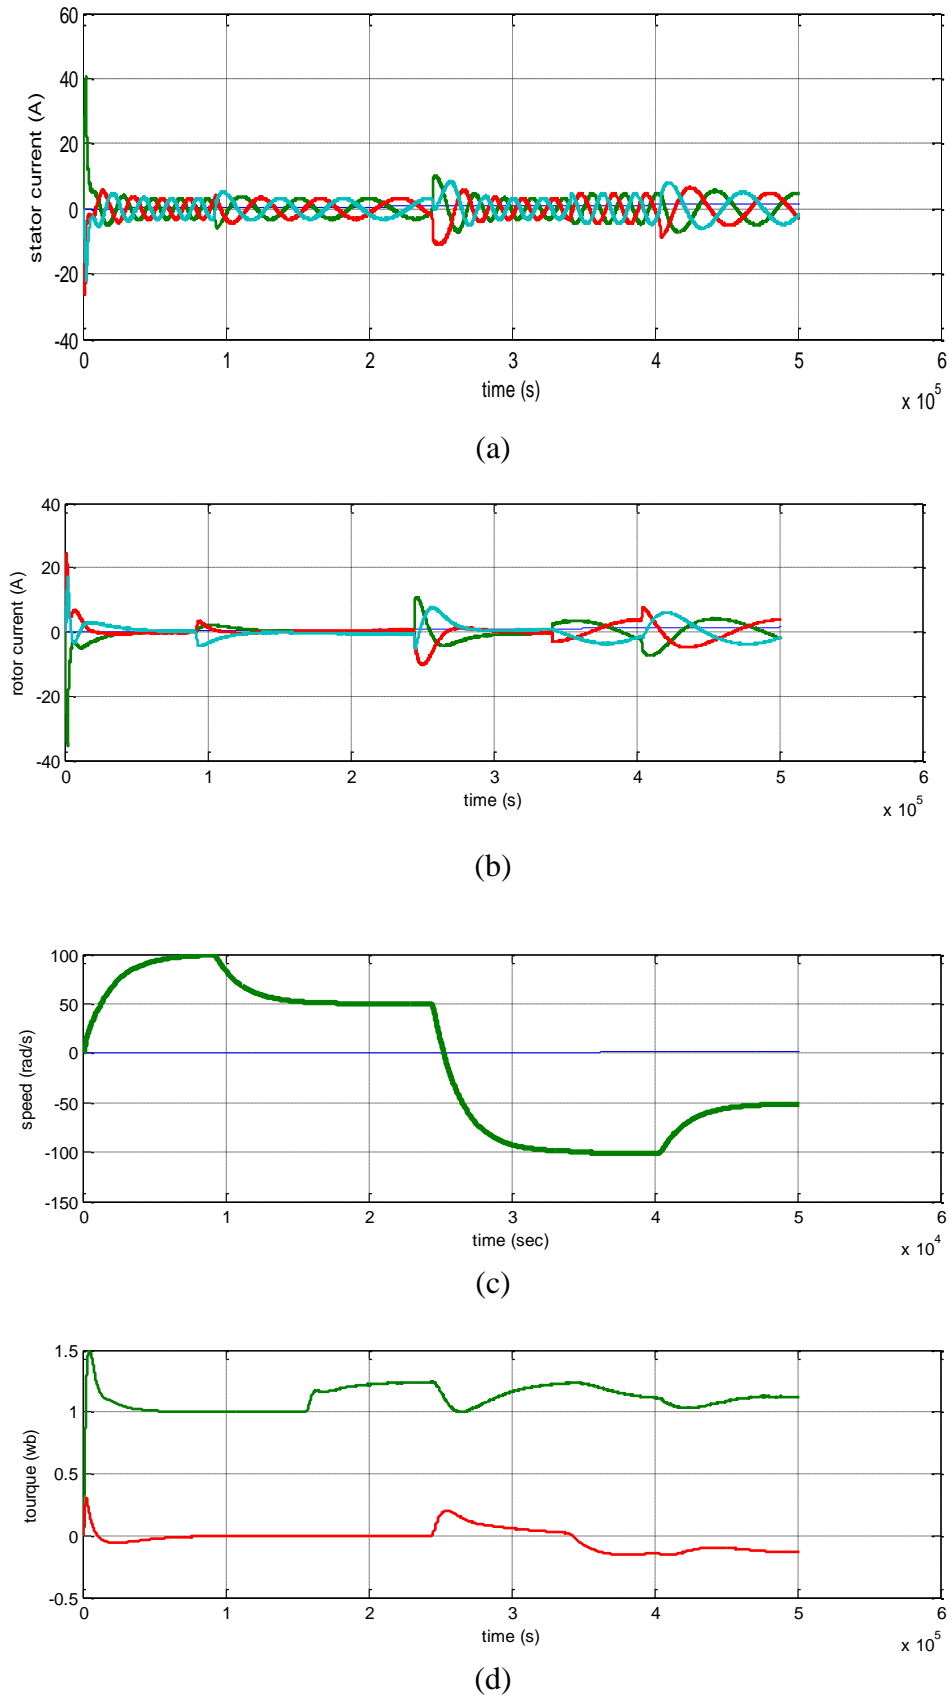 60
40
20
0
-20
-40
stator current (A)
0 1 2 3 4 5 6
time (s)
x 10^5
(a)
40
20
0
-20
-40
rotor current (A)
0 1 2 3 4 5 6
time (s)
x 10^5
(b)
100
50
0
-50
-100
-150
speed (rad/s)
0 1 2 3 4 5 6
time (sec)
x 10^4
(c)
1.5
1
0.5
0
-0.5
tourque (wb)
0 1 2 3 4 5 6
time (s)
x 10^5
(d)